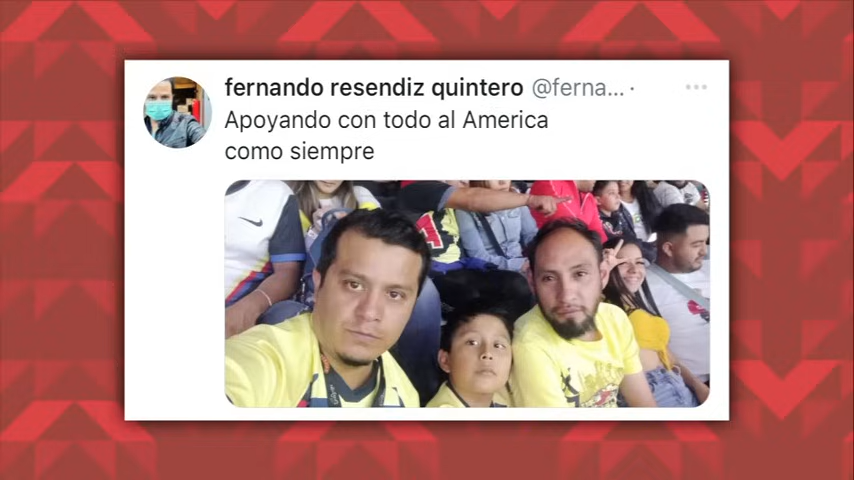 fernando resendiz quintero @ferna... ·
Apoyando con todo al America
como siempre